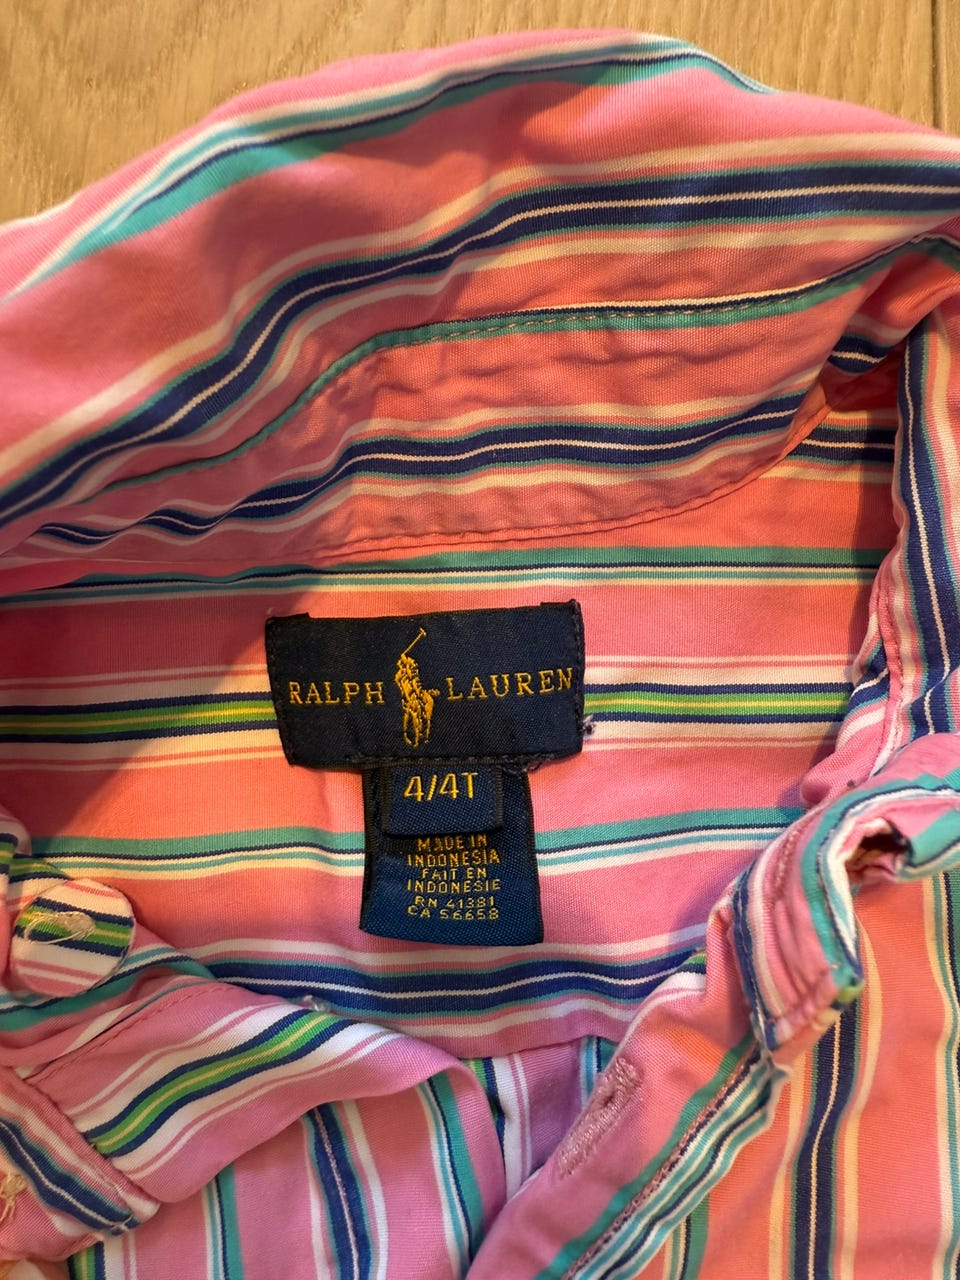 RALPH LAUREN
4/4T
MADE IN
INDONESIA
FAIT EN
INDONESIE
RN 41381
CA 56658